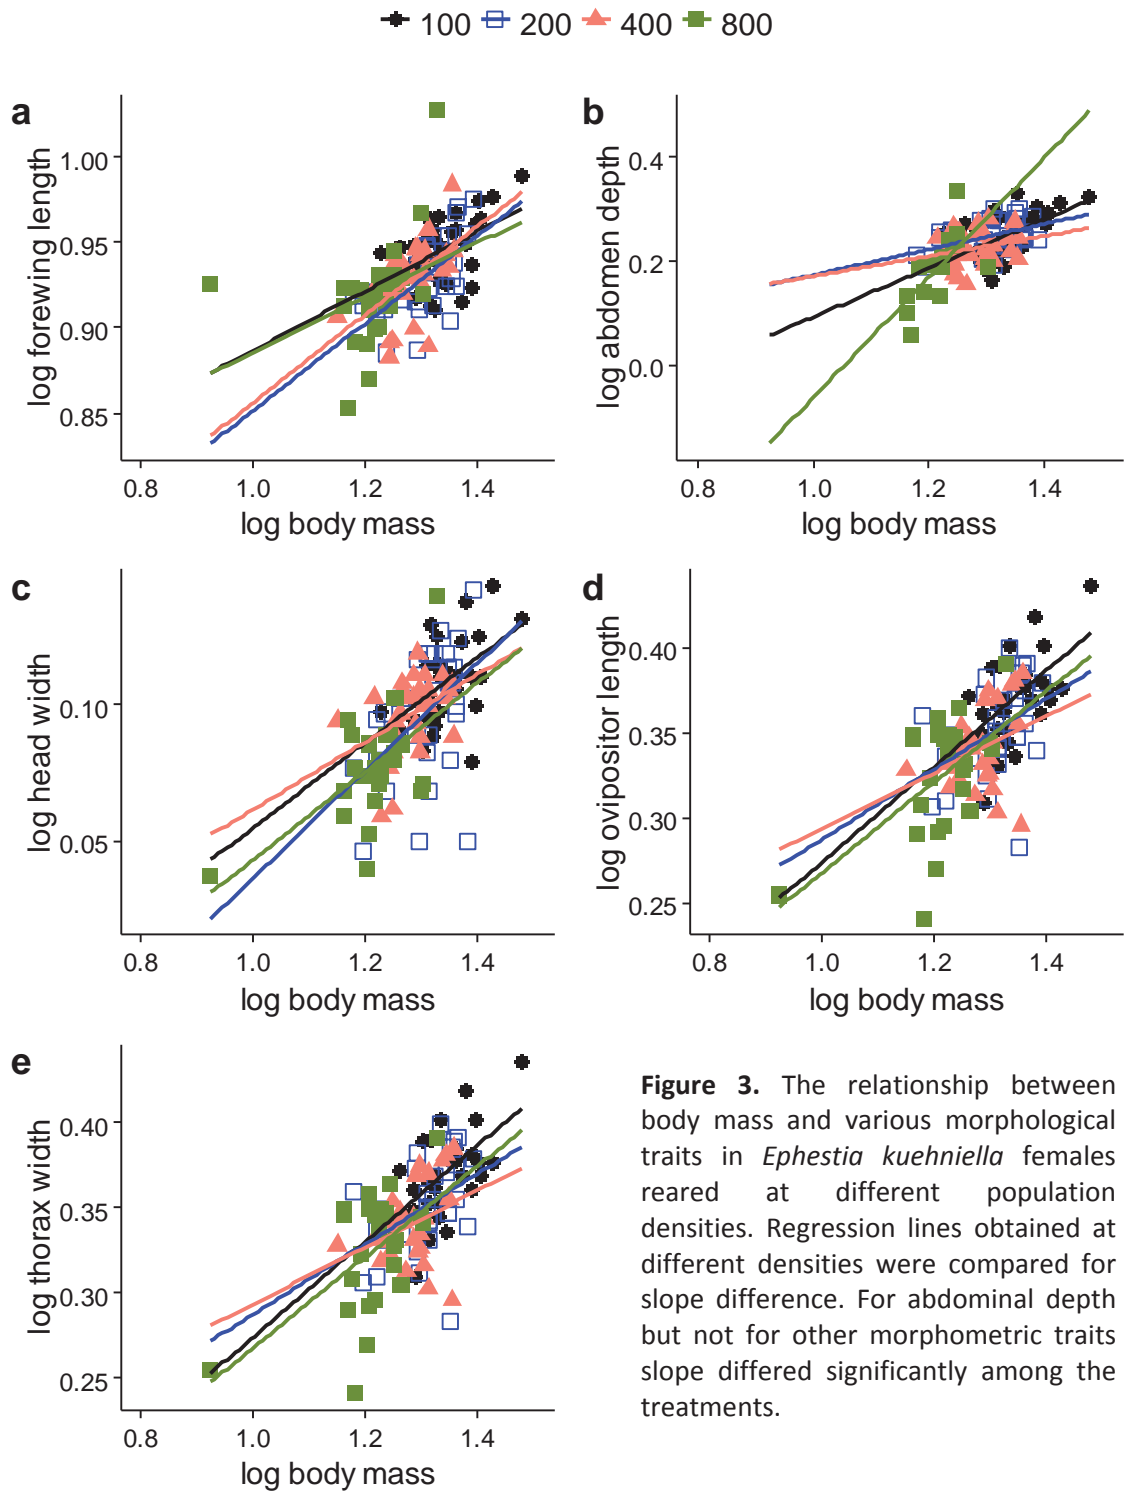 100 200 400 800
a
log forewing length
1.00
0.95
0.90
0.85
0.8 1.0 1.2 1.4
log body mass
b
log abdomen depth
0.4
0.2
0.0
0.8 1.0 1.2 1.4
log body mass
c
log head width
0.10
0.05
0.8 1.0 1.2 1.4
log body mass
d
log ovipositor length
0.40
0.35
0.30
0.25
0.8 1.0 1.2 1.4
log body mass
e
log thorax width
0.40
0.35
0.30
0.25
0.8 1.0 1.2 1.4
log body mass
Figure 3. The relationship between
body mass and various morphological
traits in Ephestia kuehniella females
reared at different population
densities. Regression lines obtained at
different densities were compared for
slope difference. For abdominal depth
but not for other morphometric traits
slope differed significantly among the
treatments.